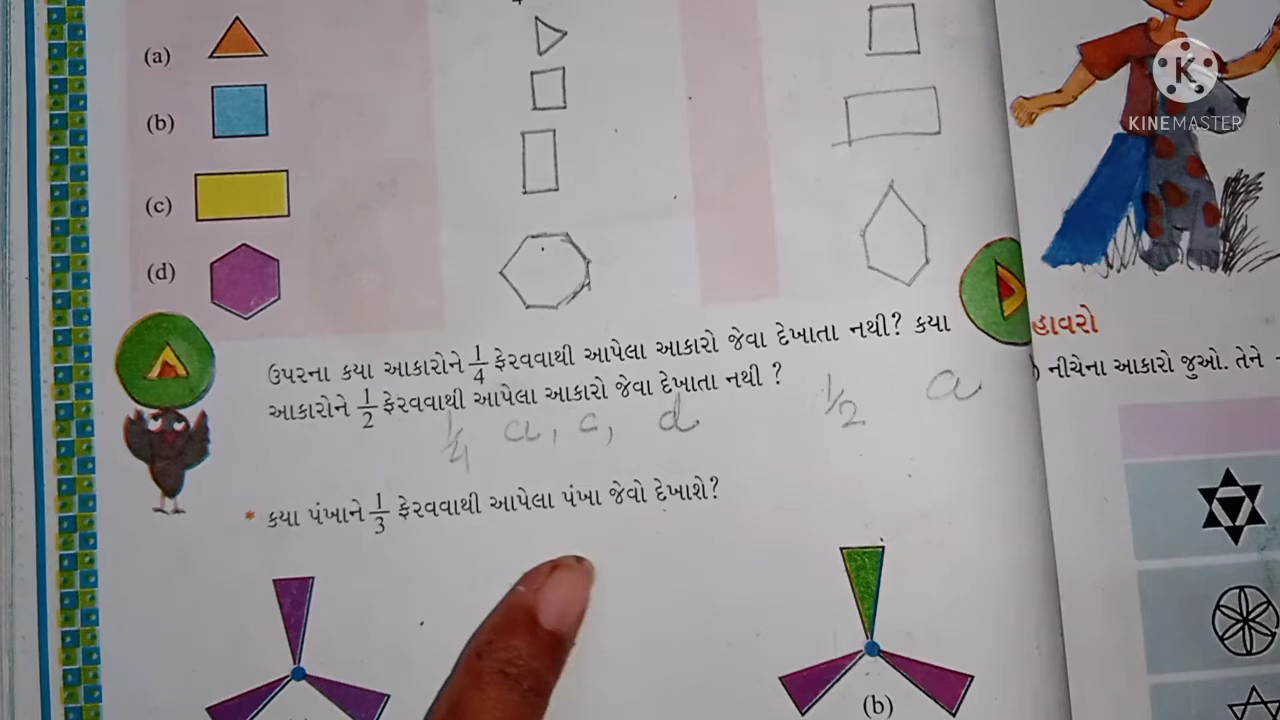 (a)
(b)
(c)
(d)
K
KINEMASTER
ઉપરના કયા આકારોને 1/4 ફેરવવાથી આપેલા આકારો જેવા દેખાતા નથી? કયા
આકારોને 1/2 ફેરવવાથી આપેલા આકારો જેવા દેખાતા નથી ?
1/4 a, c, d 1/2 a
* કયા પંખાને 1/3 ફેરવવાથી આપેલા પંખા જેવો દેખાશે?
(b)
હાવરો
) નીચેના આકારો જુઓ. તેને